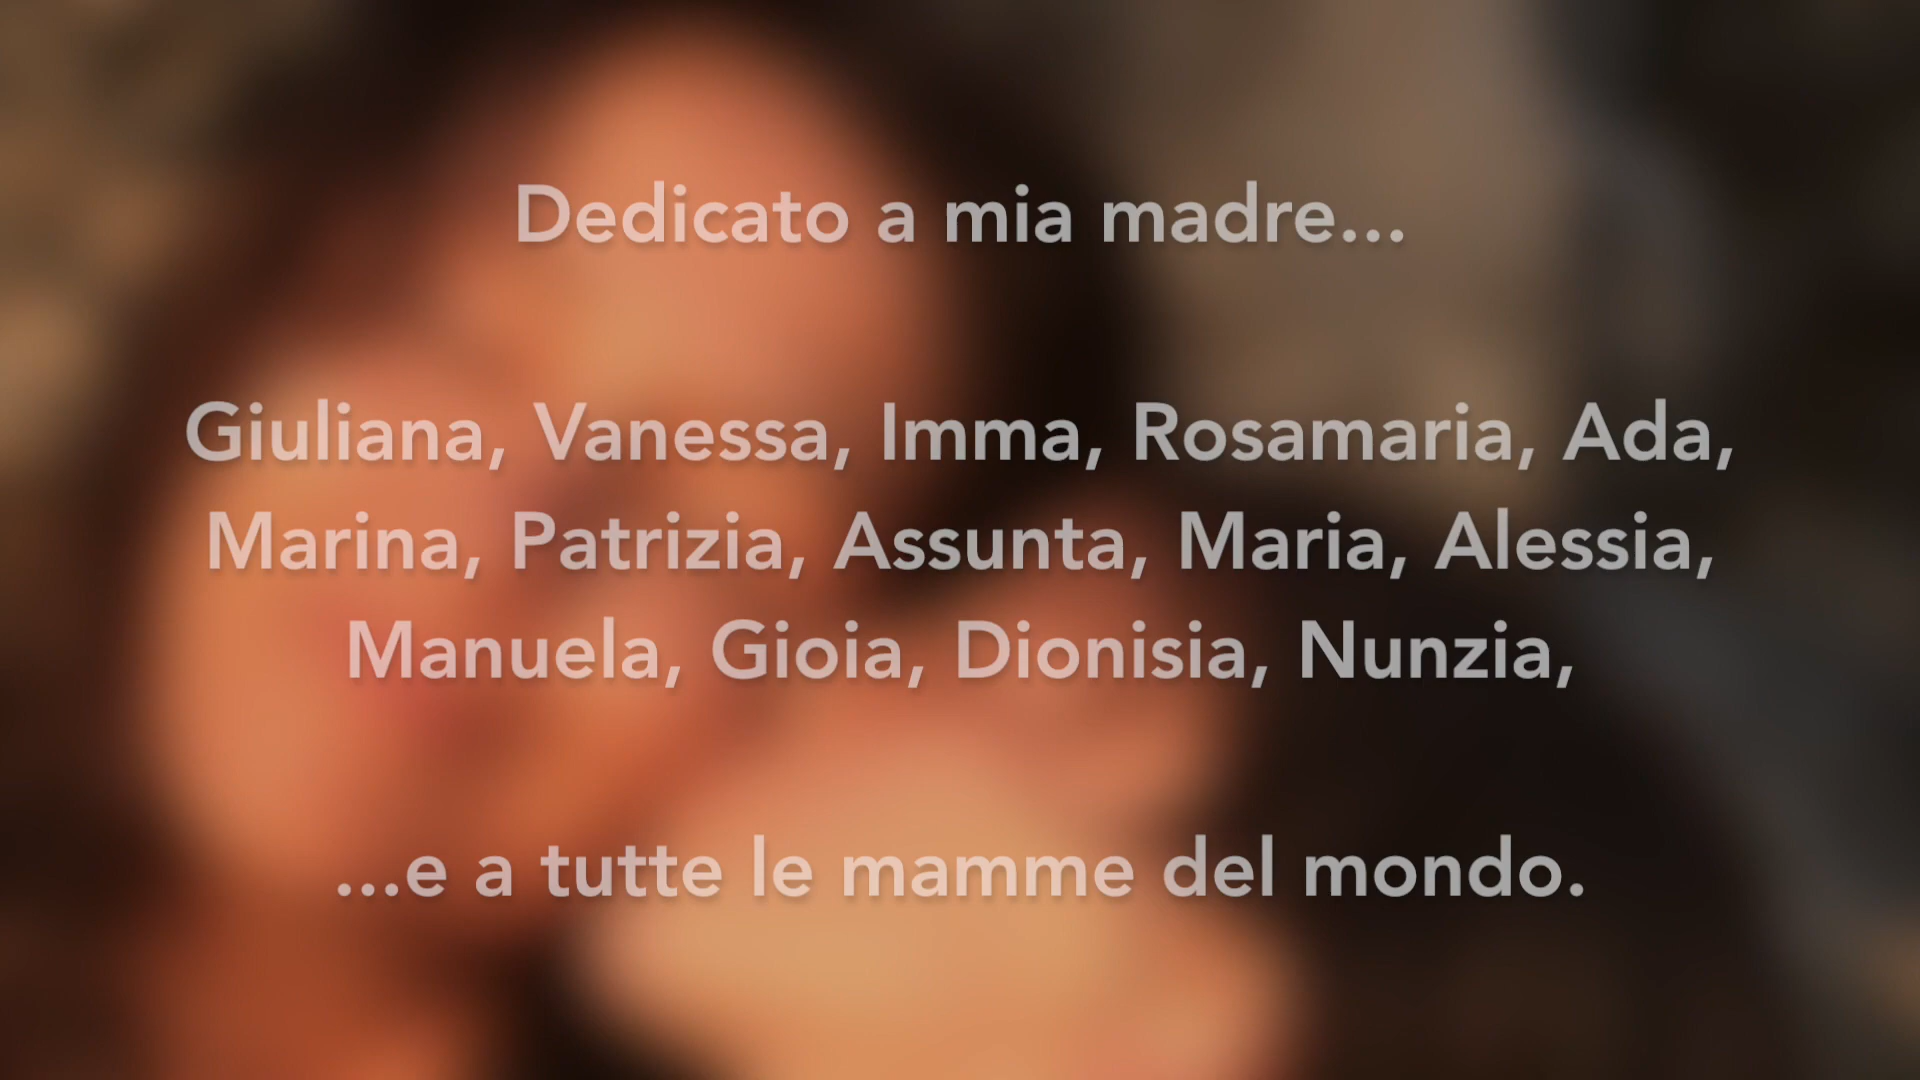 Dedicato a mia madre...
Giuliana, Vanessa, Imma, Rosamaria, Ada,
Marina, Patrizia, Assunta, Maria, Alessia,
Manuela, Gioia, Dionisia, Nunzia,
...e a tutte le mamme del mondo.